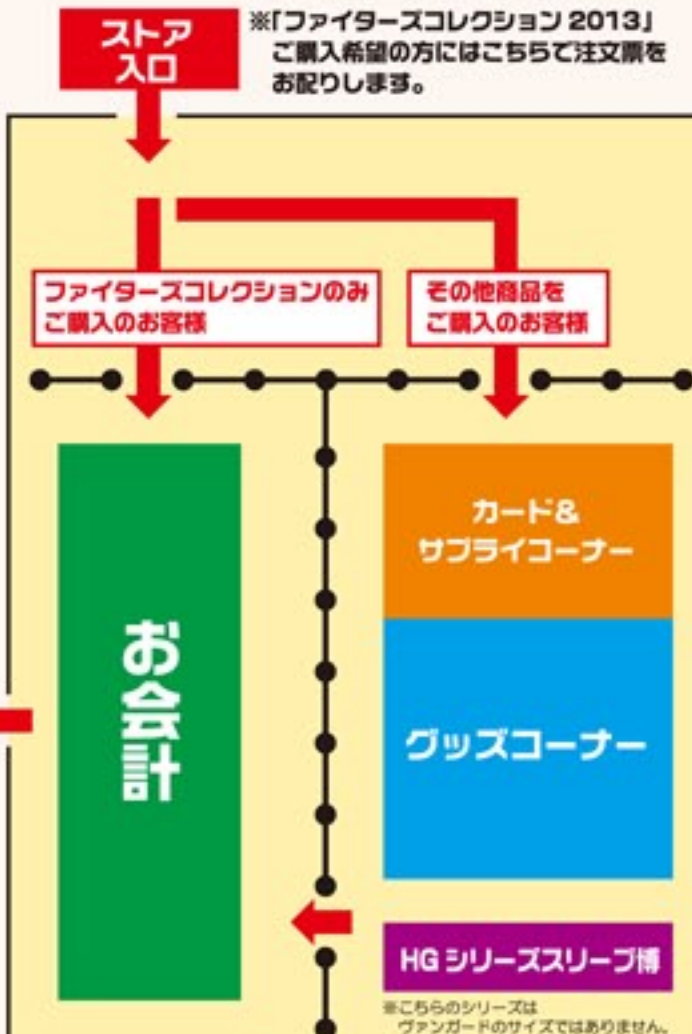 ストア
入口
※「ファイターズコレクション 2013」
ご購入希望の方にはこちらで注文票を
お配りします。
ファイターズコレクションのみ
ご購入のお客様
その他商品を
ご購入のお客様
カード&
サプライコーナー
お会計
グッズコーナー
HG シリーズスリーブ博
※こちらのシリーズは
ヴァンガードのサイズではありません。